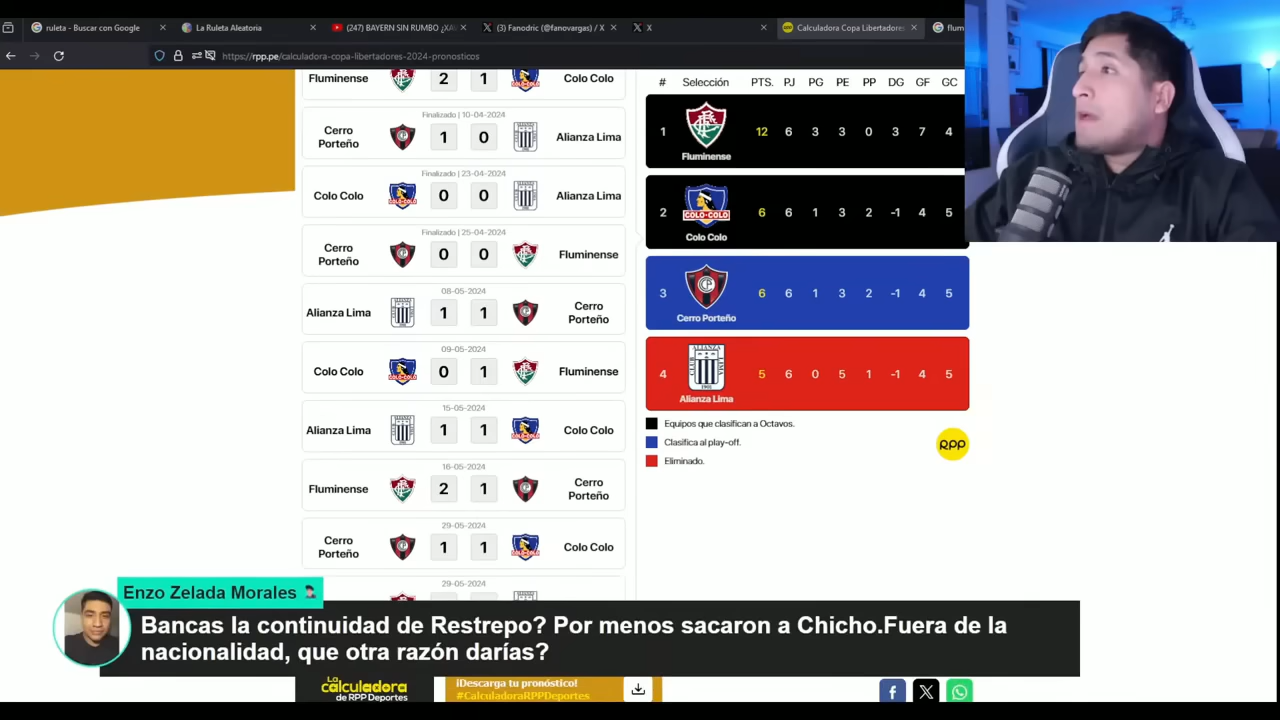 ruleta - Buscar con Google
La Ruleta Aleatoria
(247) BAYERN SIN RUMBO ¿XA
(3) Fanodric (@fanovargas) / X
X
Calculadora Copa Libertadores
flum
https://rpp.pe/calculadora-copa-libertadores-2024-pronosticos
Fluminense 2 1 Colo Colo
Finalizado | 10-04-2024
Cerro Porteño 1 0 Alianza Lima
Finalizado | 23-04-2024
Colo Colo 0 0 Alianza Lima
Finalizado | 25-04-2024
Cerro Porteño 0 0 Fluminense
08-05-2024
Alianza Lima 1 1 Cerro Porteño
09-05-2024
Colo Colo 0 1 Fluminense
15-05-2024
Alianza Lima 1 1 Colo Colo
16-05-2024
Fluminense 2 1 Cerro Porteño
29-05-2024
Cerro Porteño 1 1 Colo Colo
29-05-2024
# Selección PTS. PJ PG PE PP DG GF GC
1 Fluminense 12 6 3 3 0 3 7 4
2 COLO-COLO Colo Colo 6 6 1 3 2 -1 4 5
3 Cerro Porteño 6 6 1 3 2 -1 4 5
4 Alianza Lima 5 6 0 5 1 -1 4 5
Equipos que clasifican a Octavos.
Clasifica al play-off.
Eliminado.
RPP
Enzo Zelada Morales
Bancas la continuidad de Restrepo? Por menos sacaron a Chicho.Fuera de la
nacionalidad, que otra razón darías?
La calculadora
de RPP Deportes
¡Descarga tu pronóstico!
#CalculadoraRPPDeportes